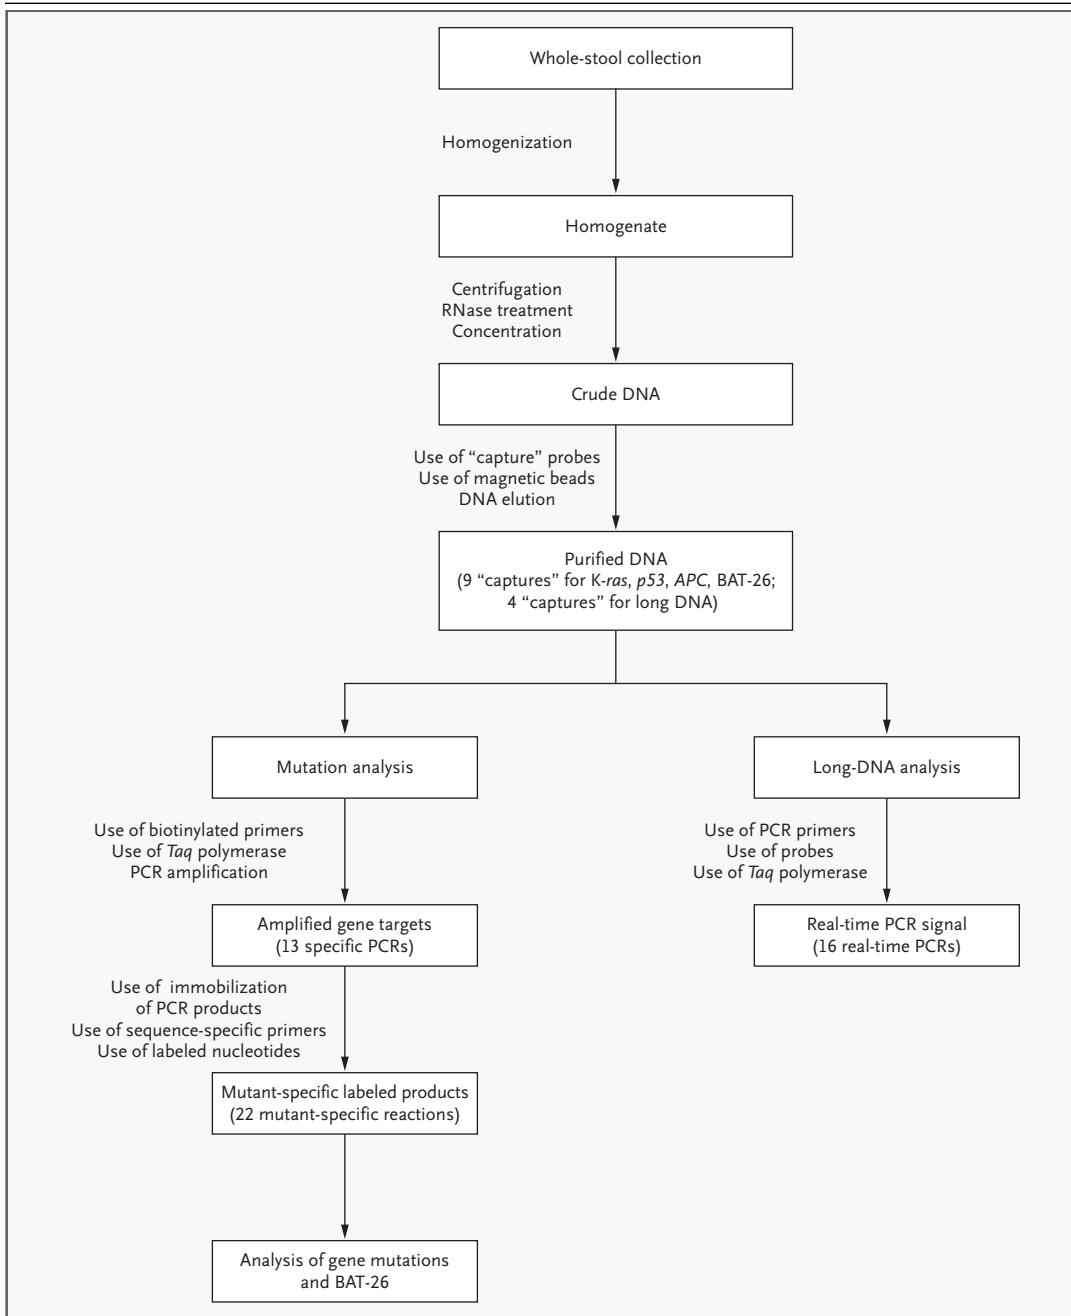 Whole-stool collection
Homogenization
Homogenate
Centrifugation
RNase treatment
Concentration
Crude DNA
Use of “capture” probes
Use of magnetic beads
DNA elution
Purified DNA
(9 “captures” for K-ras, p53, APC, BAT-26;
4 “captures” for long DNA)
Mutation analysis
Use of biotinylated primers
Use of Taq polymerase
PCR amplification
Amplified gene targets
(13 specific PCRs)
Use of immobilization
of PCR products
Use of sequence-specific primers
Use of labeled nucleotides
Mutant-specific labeled products
(22 mutant-specific reactions)
Analysis of gene mutations
and BAT-26
Long-DNA analysis
Use of PCR primers
Use of probes
Use of Taq polymerase
Real-time PCR signal
(16 real-time PCRs)